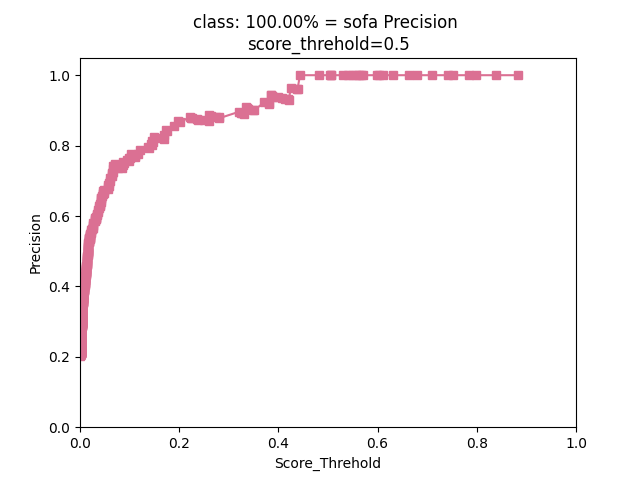 class: 100.00% = sofa Precision
score_threhold=0.5
1.0
0.8
0.6
0.4
0.2
0.0
Precision
0.0 0.2 0.4 0.6 0.8 1.0
Score_Threhold